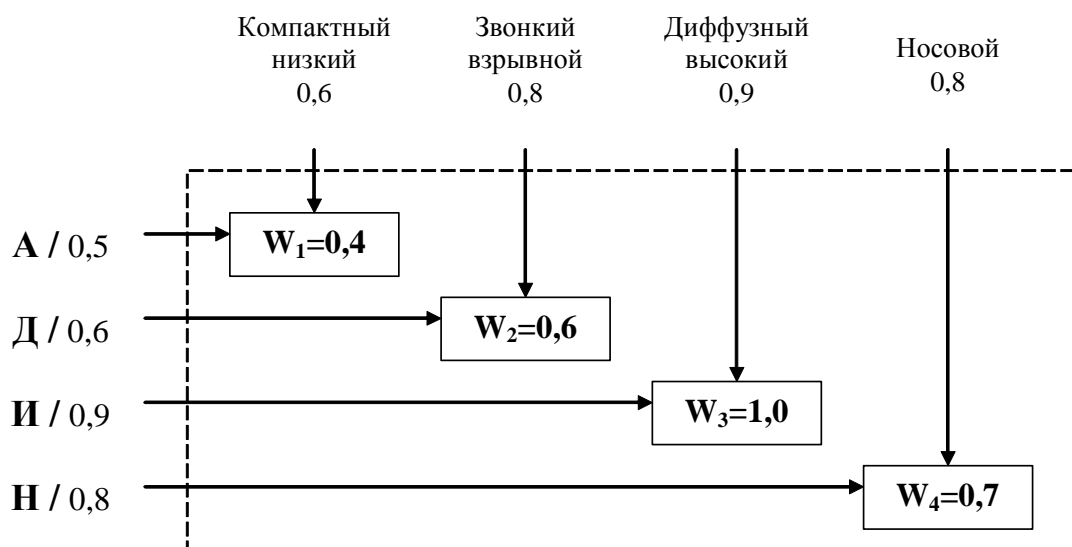 Компактный
низкий
0,6
Звонкий
взрывной
0,8
Диффузный
высокий
0,9
Носовой
0,8
А / 0,5
W₁=0,4
Д / 0,6
W₂=0,6
И / 0,9
W₃=1,0
Н / 0,8
W₄=0,7